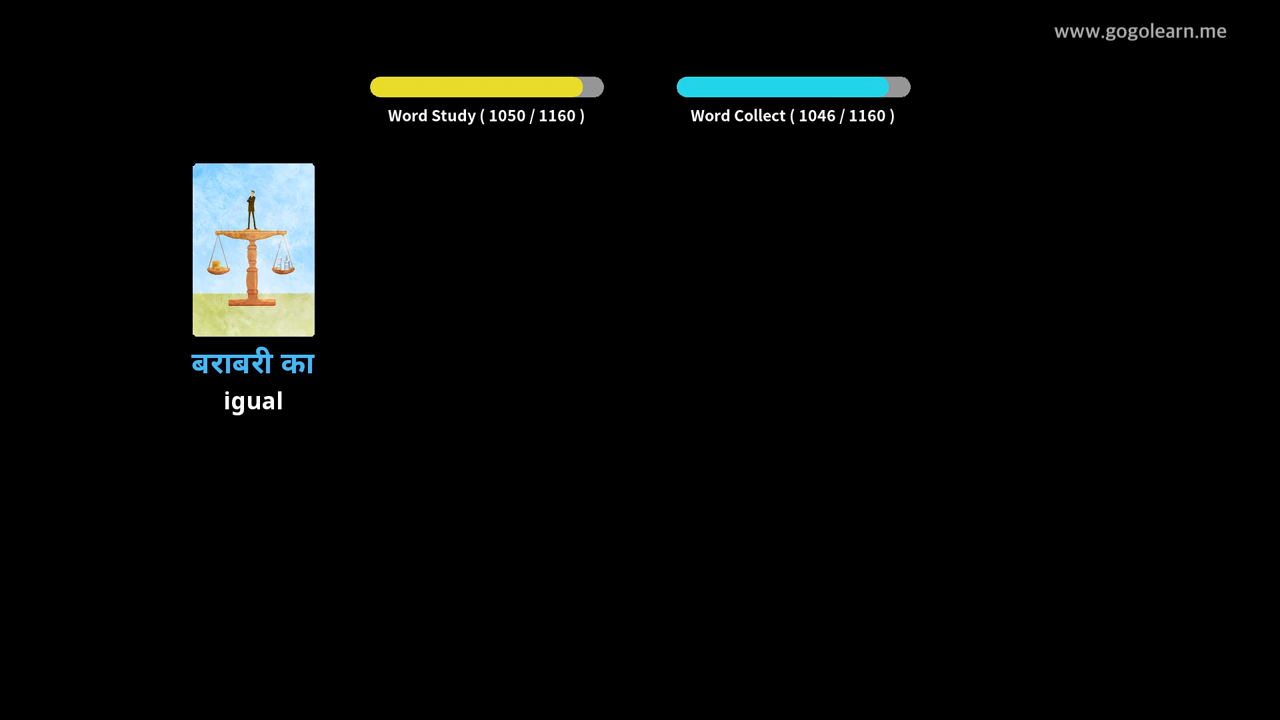 www.gogolearn.me
Word Study ( 1050 / 1160 )
Word Collect ( 1046 / 1160 )
बराबरी का
igual